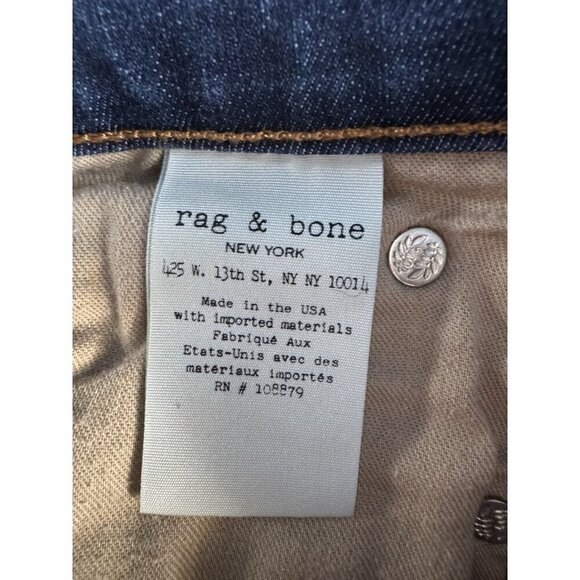 rag & bone
NEW YORK
425 W. 13th St, NY NY 10014
Made in the USA
with imported materials
Fabriqué Aux
Etats-Unis avec des
matériaux importés
RN # 108879